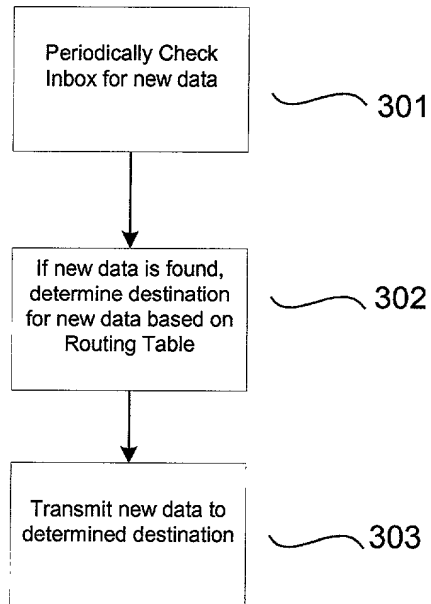 Periodically Check
Inbox for new data
301
If new data is found,
determine destination
for new data based on
Routing Table
302
Transmit new data to
determined destination
303